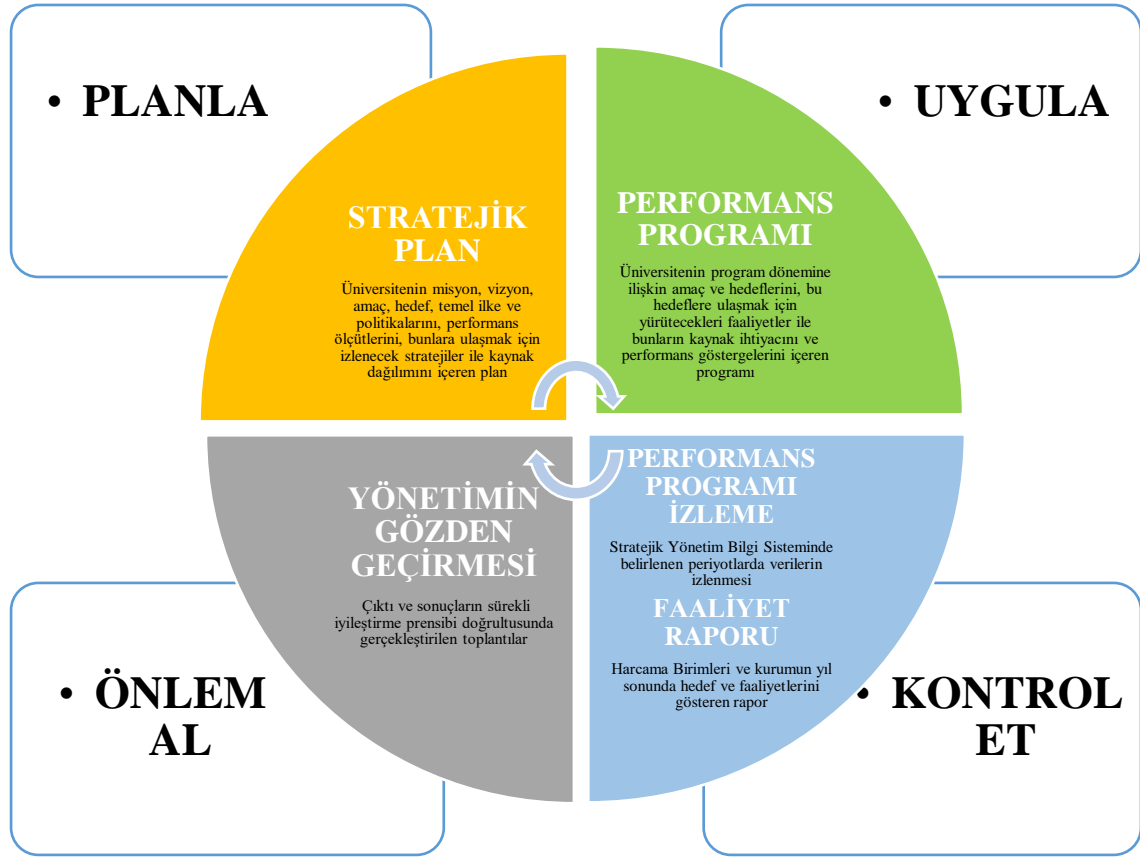 • PLANLA
• UYGULA
STRATEJİK
PLAN
Üniversitenin misyon, vizyon,
amaç, hedef, temel ilke ve
politikalarını, performans
ölçütlerini, bunlara ulaşmak için
izlenecek stratejiler ile kaynak
dağılımını içeren plan
PERFORMANS
PROGRAMI
Üniversitenin program dönemine
ilişkin amaç ve hedeflerini, bu
hedeflere ulaşmak için
yürütecekleri faaliyetler ile
bunların kaynak ihtiyacını ve
performans göstergelerini içeren
programı
YÖNETİMİN
GÖZDEN
GEÇİRMESİ
Çıktı ve sonuçların sürekli
iyileştirme prensibi doğrultusunda
gerçekleştirilen toplantılar
PERFORMANS
PROGRAMI
İZLEME
Stratejik Yönetim Bilgi Sisteminde
belirlenen periyotlarda verilerin
izlenmesi
FAALİYET
RAPORU
Harcama Birimleri ve kurumun yıl
sonunda hedef ve faaliyetlerini
gösteren rapor
• ÖNLEM
AL
• KONTROL
ET